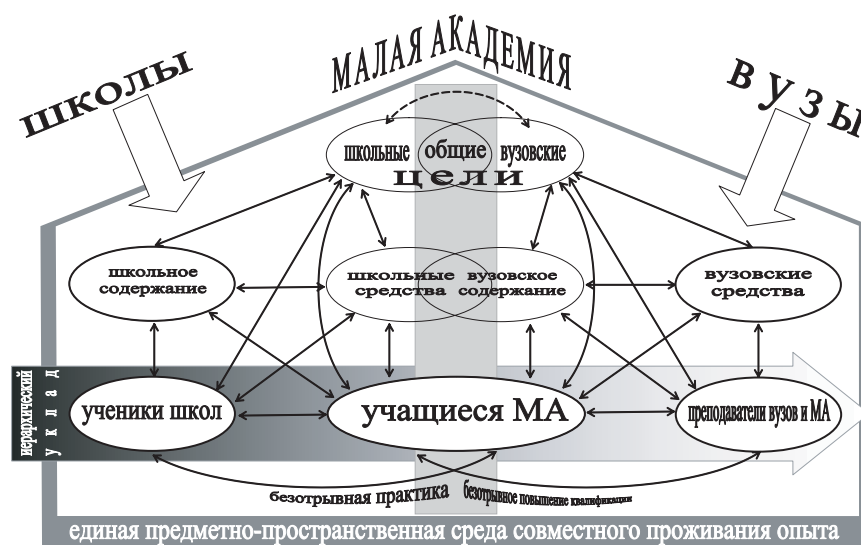 МАЛАЯ АКАДЕМИЯ
ШКОЛЫ
ВУЗЫ
школьные общие вузовские
цели
школьное
содержание
школьные
средства
вузовское
содержание
вузовские
средства
иерархический
уклад
ученики школ
учащиеся МА
преподаватели вузов и МА
безотрывная практика
безотрывное повышение квалификации
единая предметно-пространственная среда совместного проживания опыта